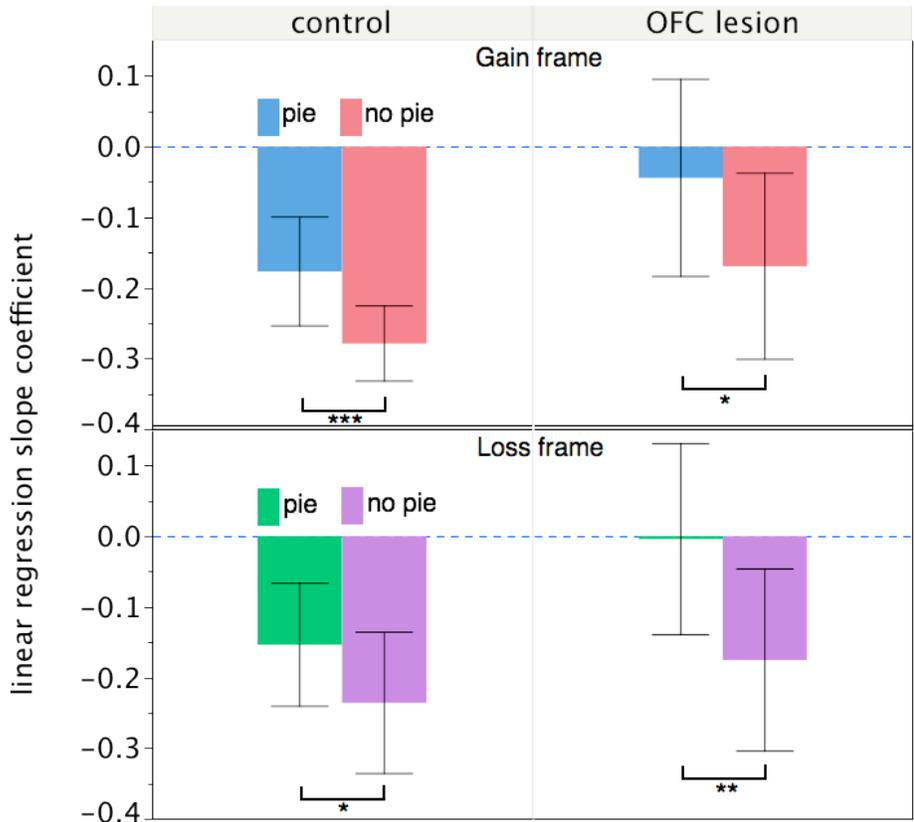 control OFC lesion
Gain frame
0.1
pie no pie
0.0
−0.1
−0.2
−0.3
*
−0.4
***
Loss frame
0.1
pie no pie
0.0
−0.1
−0.2
−0.3
**
*
−0.4
linear regression slope coefficient